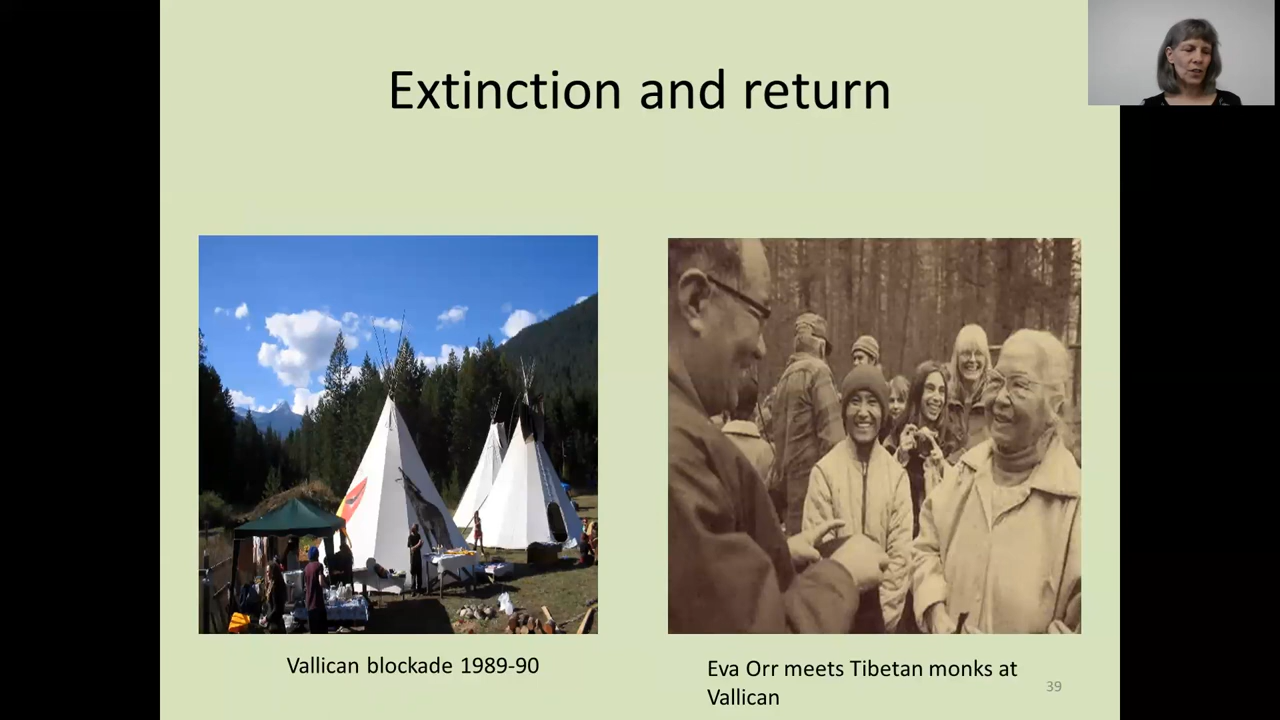 Extinction and return
Vallican blockade 1989-90
Eva Orr meets Tibetan monks at
Vallican
39